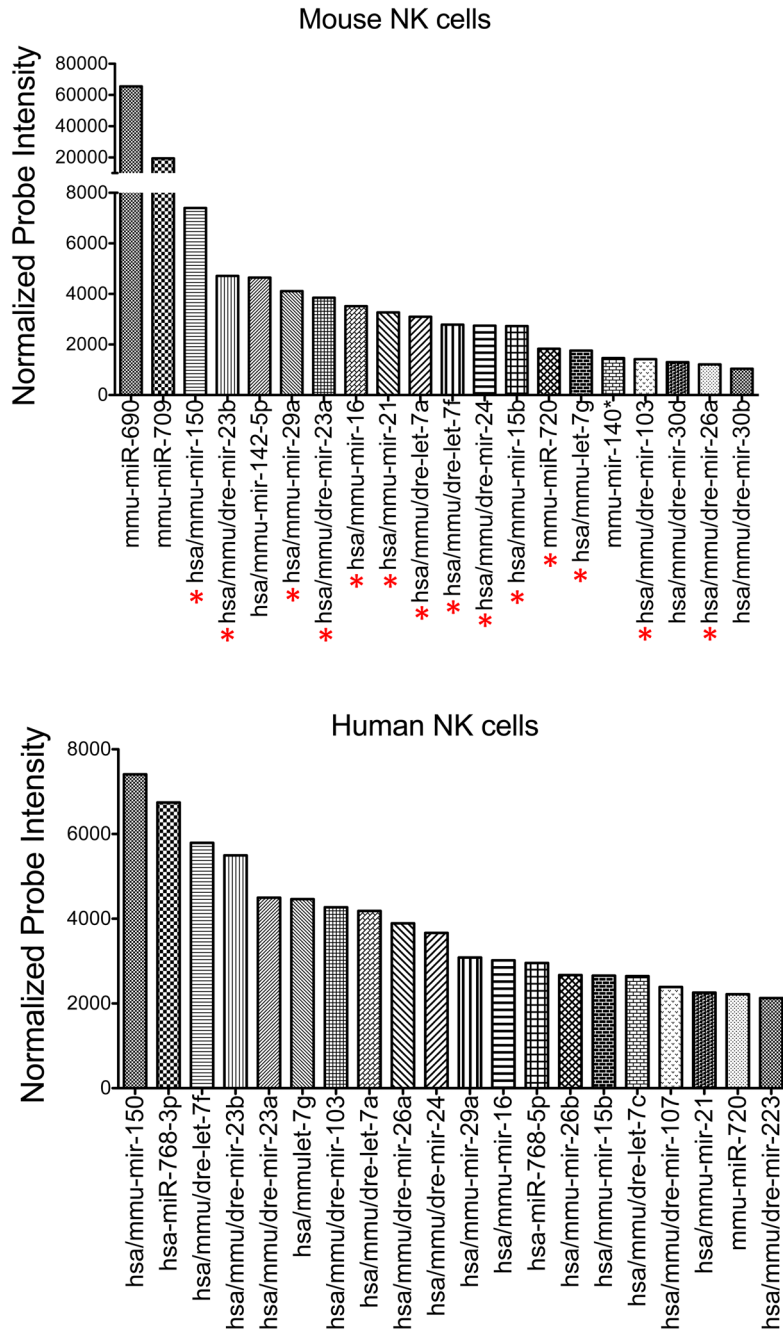 Mouse NK cells
Normalized Probe Intensity
80000
60000
40000
20000
8000
6000
4000
2000
0
mmu-miR-690
mmu-miR-709
* hsa/mmu-mir-150
* hsa/mmu/dre-mir-23b
hsa/mmu-mir-142-5p
* hsa/mmu-mir-29a
* hsa/mmu/dre-mir-23a
* hsa/mmu-mir-16
* hsa/mmu-mir-21
* hsa/mmu/dre-let-7a
* hsa/mmu/dre-let-7f
* hsa/mmu/dre-mir-24
* hsa/mmu-mir-15b
* mmu-miR-720
* hsa/mmu-let-7g
mmu-mir-140*
* hsa/mmu/dre-mir-103
hsa/mmu/dre-mir-30d
* hsa/mmu/dre-mir-26a
hsa/mmu/dre-mir-30b
Human NK cells
Normalized Probe Intensity
8000
6000
4000
2000
0
hsa/mmu-mir-150
hsa-miR-768-3p
hsa/mmu/dre-let-7f
hsa/mmu/dre-mir-23b
hsa/mmu/dre-mir-23a
hsa/mmulet-7g
hsa/mmu/dre-mir-103
hsa/mmu/dre-let-7a
hsa/mmu/dre-mir-26a
hsa/mmu/dre-mir-24
hsa/mmu-mir-29a
hsa/mmu-mir-16
hsa-miR-768-5p
hsa/mmu-mir-26b
hsa/mmu-mir-15b
hsa/mmu/dre-let-7c
hsa/mmu/dre-mir-107
hsa/mmu-mir-21
mmu-miR-720
hsa/mmu/dre-mir-223